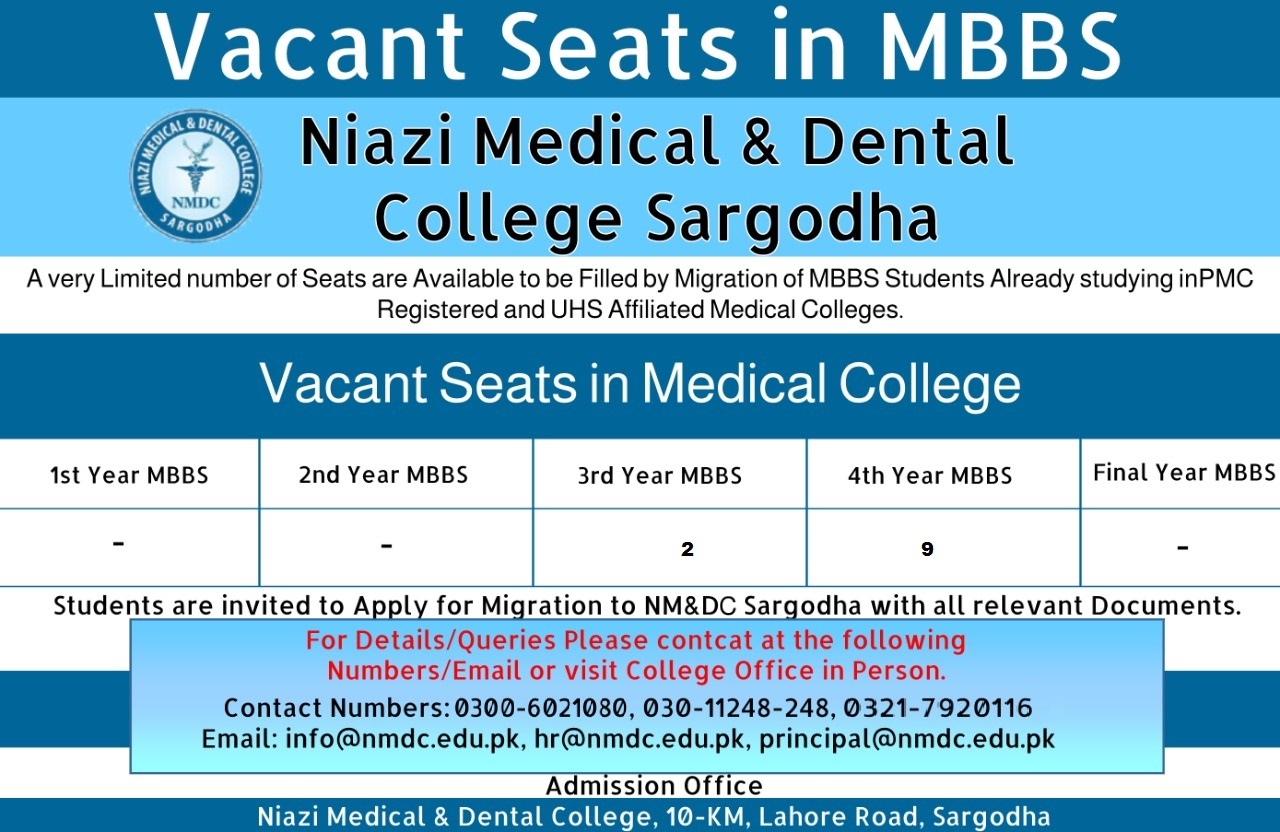 Vacant Seats in MBBS
NIAZI MEDICAL & DENTAL COLLEGE
NMDC
SARGODHA
Niazi Medical & Dental
College Sargodha
A very Limited number of Seats are Available to be Filled by Migration of MBBS Students Already studying inPMC
Registered and UHS Affiliated Medical Colleges.
Vacant Seats in Medical College
1st Year MBBS 2nd Year MBBS 3rd Year MBBS 4th Year MBBS Final Year MBBS
- - 2 9 -
Students are invited to Apply for Migration to NM&DC Sargodha with all relevant Documents.
For Details/Queries Please contcat at the following
Numbers/Email or visit College Office in Person.
Contact Numbers: 0300-6021080, 030-11248-248, 0321-7920116
Email: info@nmdc.edu.pk, hr@nmdc.edu.pk, principal@nmdc.edu.pk
Admission Office
Niazi Medical & Dental College, 10-KM, Lahore Road, Sargodha